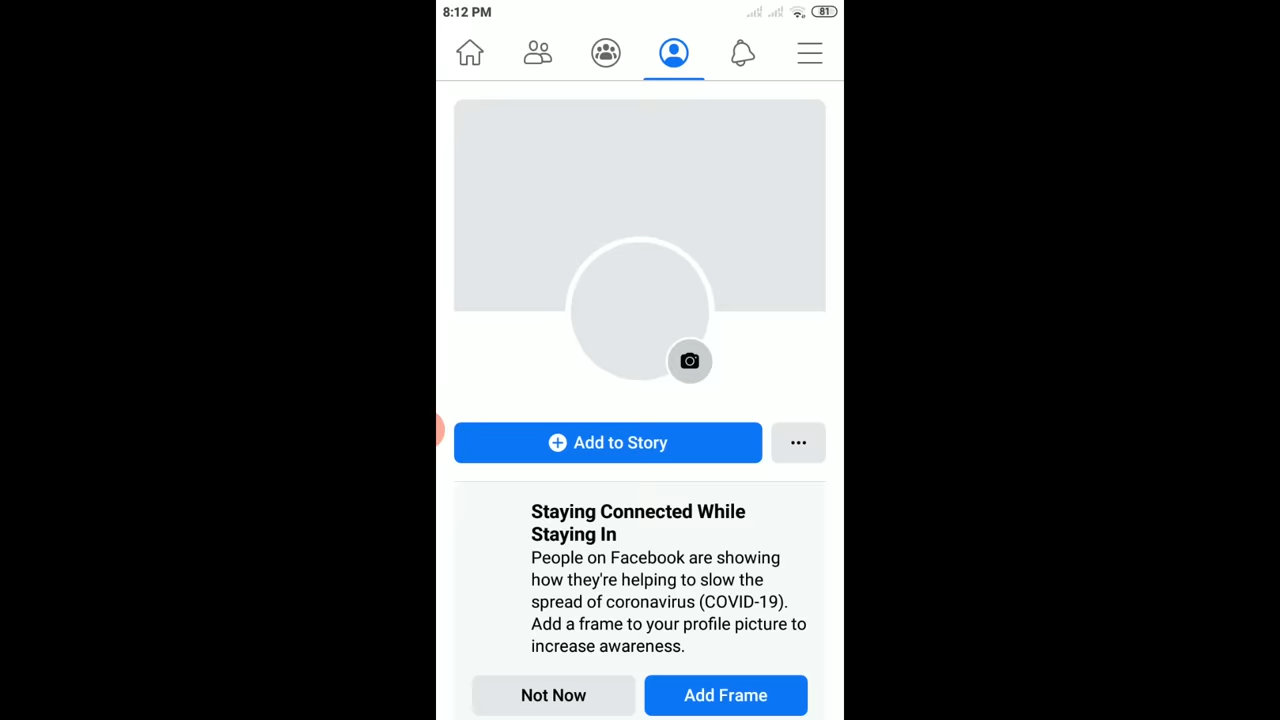 8:12 PM
81
Add to Story
Staying Connected While
Staying In
People on Facebook are showing
how they're helping to slow the
spread of coronavirus (COVID-19).
Add a frame to your profile picture to
increase awareness.
Not Now
Add Frame